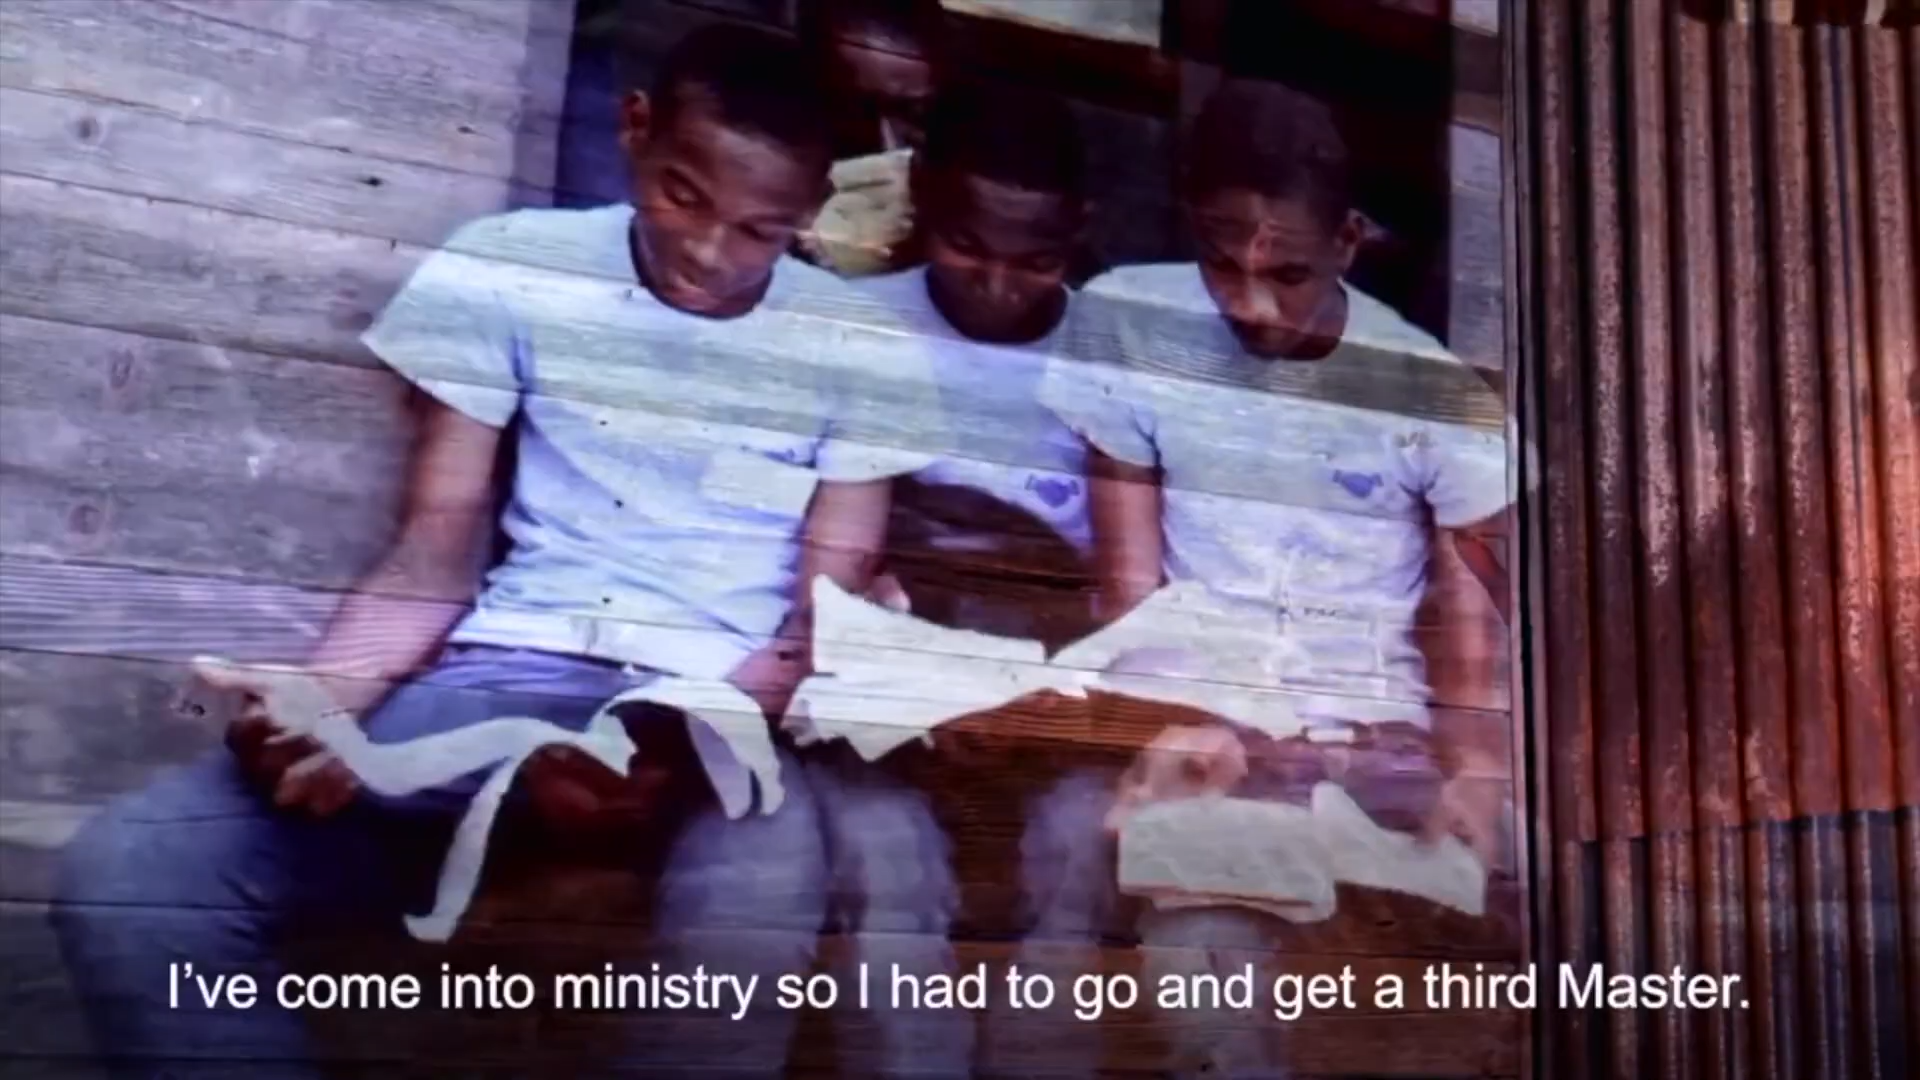 I’ve come into ministry so I had to go and get a third Master.